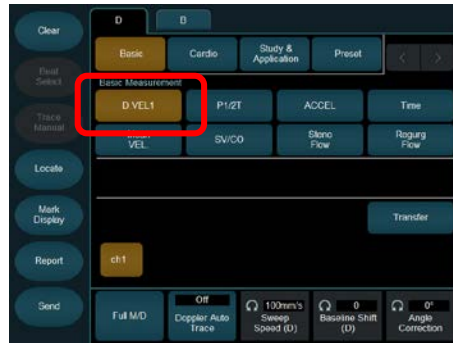 Clear
D
B
Basic
Cardio
Study &
Application
Preset
Basic Measurement
D VEL1
P1/2T
ACCEL
Time
Trace
Manual
VEL.
SV/CO
Steno
Flow
Regurg
Flow
Locate
Mark
Display
Transfer
Report
ch1
Send
Full M/D
Off
Doppler Auto
Trace
100mm/s
Sweep
Speed (D)
0
Baseline Shift
(D)
0°
Angle
Correction